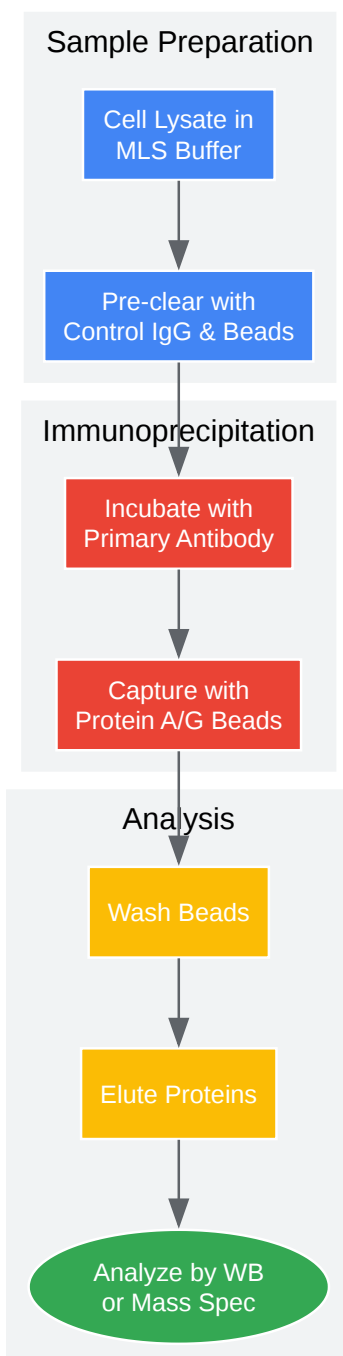 Sample Preparation
Cell Lysate in
MLS Buffer
Pre-clear with
Control IgG & Beads
Immunoprecipitation
Incubate with
Primary Antibody
Capture with
Protein A/G Beads
Analysis
Wash Beads
Elute Proteins
Analyze by WB
or Mass Spec